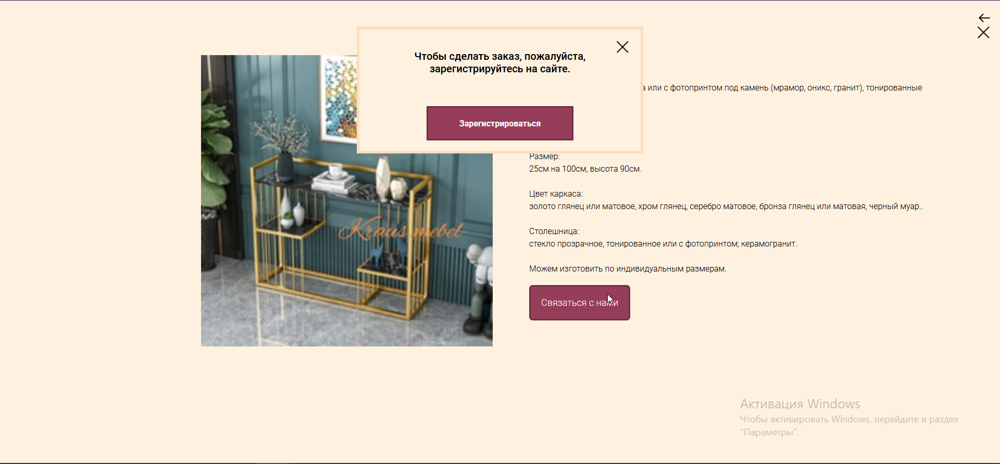 Чтобы сделать заказ, пожалуйста,
зарегистрируйтесь на сайте.
Зарегистрироваться
или с фотопринтом под камень (мрамор, оникс, гранит), тонированные
Размер:
25см на 100см, высота 90см.
Цвет каркаса:
золото глянец или матовое, хром глянец, серебро матовое, бронза глянец или матовая, черный муар..
Столешница:
стекло прозрачное, тонированное или с фотопринтом; керамогранит.
Можем изготовить по индивидуальным размерам.
Связаться с нами
Kraus mebel
Активация Windows
Чтобы активировать Windows, перейдите в раздел
"Параметры".